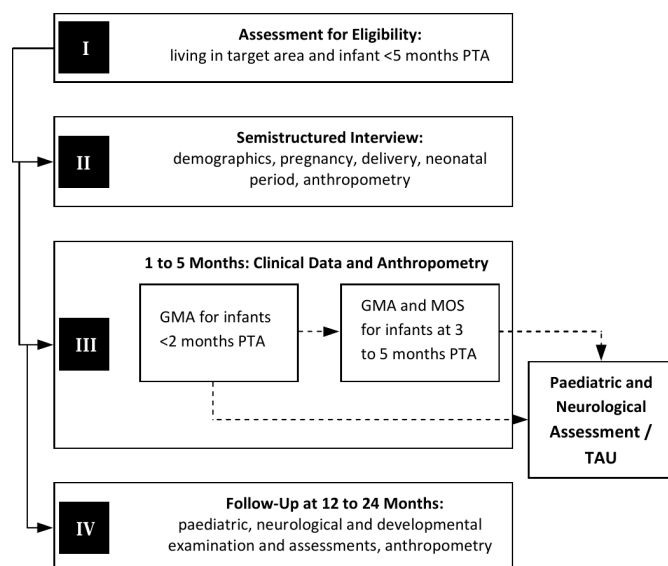 I
Assessment for Eligibility:
living in target area and infant <5 months PTA
II
Semistructured Interview:
demographics, pregnancy, delivery, neonatal
period, anthropometry
III
1 to 5 Months: Clinical Data and Anthropometry
GMA for infants
<2 months PTA
GMA and MOS
for infants at 3
to 5 months PTA
Paediatric and
Neurological
Assessment /
TAU
IV
Follow-Up at 12 to 24 Months:
paediatric, neurological and developmental
examination and assessments, anthropometry